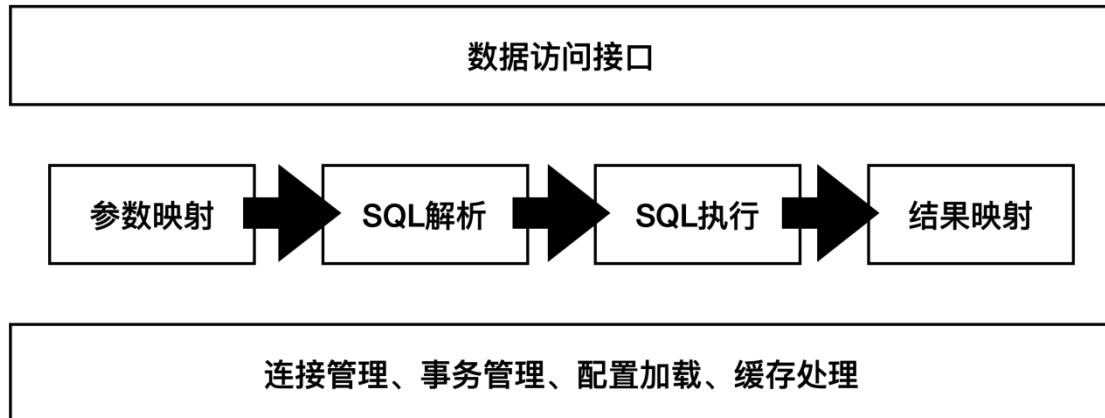 数据访问接口
参数映射
SQL解析
SQL执行
结果映射
连接管理、事务管理、配置加载、缓存处理